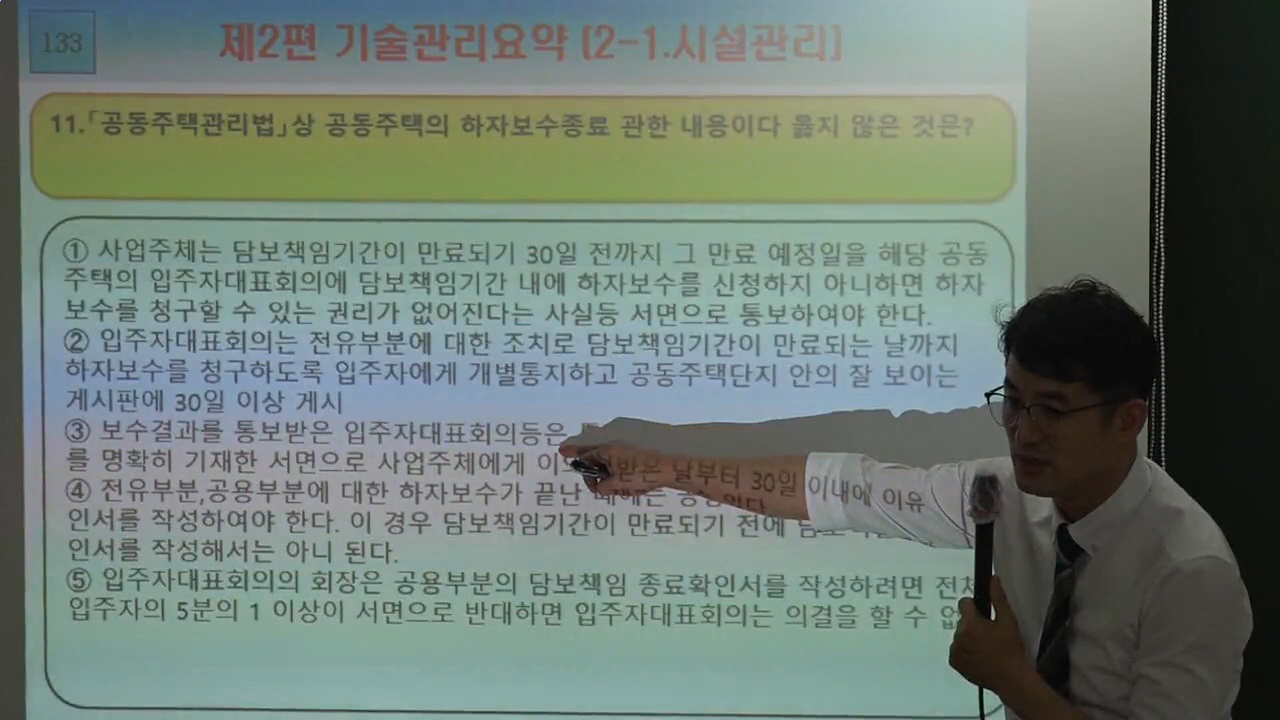 133
제2편 기술관리요약 [2-1.시설관리]
11.「공동주택관리법」상 공동주택의 하자보수종료 관한 내용이다 옳지 않은 것은?
① 사업주체는 담보책임기간이 만료되기 30일 전까지 그 만료 예정일을 해당 공동
주택의 입주자대표회의에 담보책임기간 내에 하자보수를 신청하지 아니하면 하자
보수를 청구할 수 있는 권리가 없어진다는 사실등 서면으로 통보하여야 한다.
② 입주자대표회의는 전유부분에 대한 조치로 담보책임기간이 만료되는 날까지
하자보수를 청구하도록 입주자에게 개별통지하고 공동주택단지 안의 잘 보이는
게시판에 30일 이상 게시
③ 보수결과를 통보받은 입주자대표회의등은
를 명확히 기재한 서면으로 사업주체에게 날부터 30일 이내에 이유
④ 전유부분,공용부분에 대한 하자보수가 끝난
인서를 작성하여야 한다. 이 경우 담보책임기간이 만료되기 전에
인서를 작성해서는 아니 된다.
⑤ 입주자대표회의의 회장은 공용부분의 담보책임 종료확인서를 작성하려면 전체
입주자의 5분의 1 이상이 서면으로 반대하면 입주자대표회의는 의결을 할 수